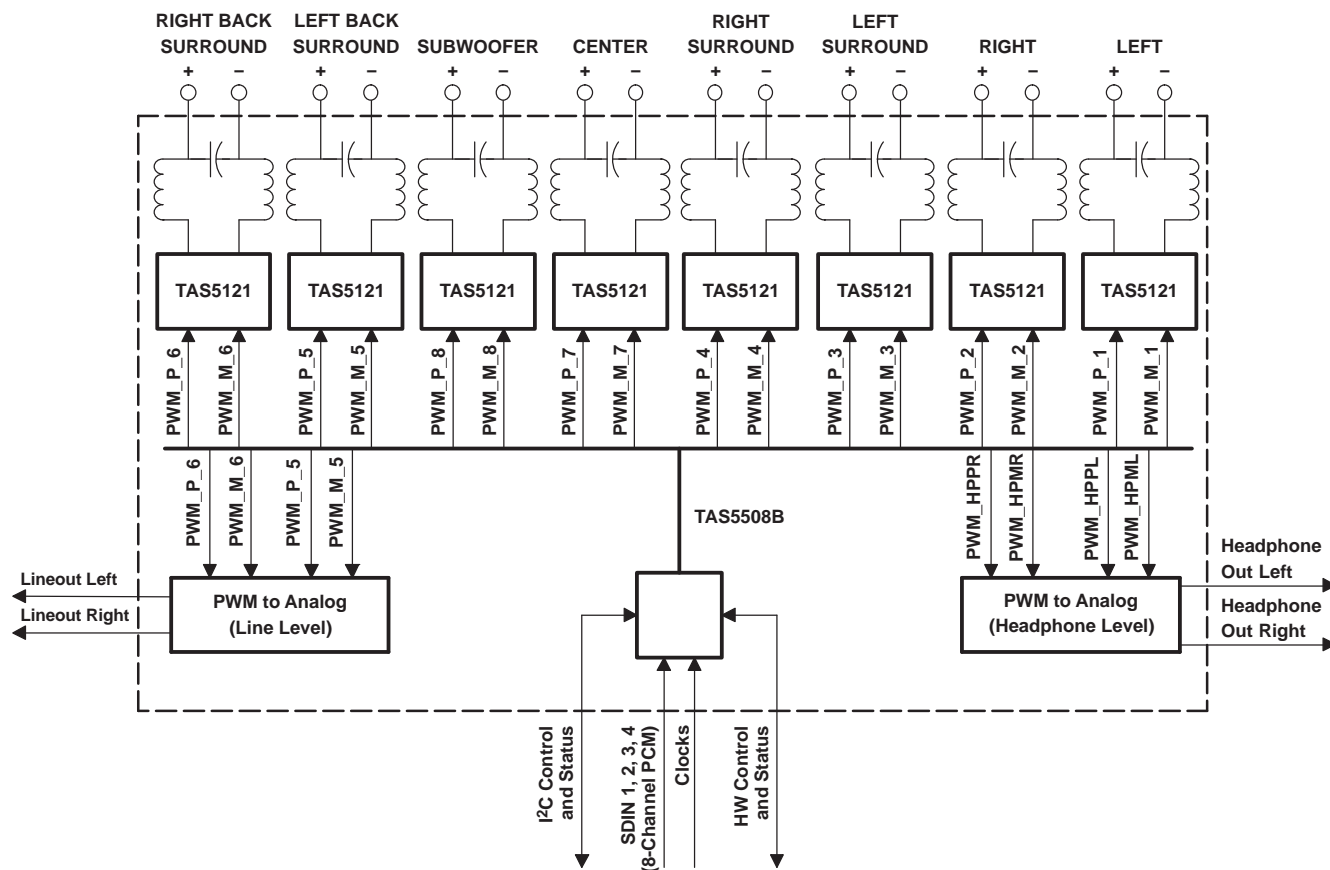 RIGHT BACK
SURROUND
LEFT BACK
SURROUND
SUBWOOFER
CENTER
RIGHT
SURROUND
LEFT
SURROUND
RIGHT
LEFT
+ −
+ −
+ −
+ −
+ −
+ −
+ −
+ −
TAS5121
TAS5121
TAS5121
TAS5121
TAS5121
TAS5121
TAS5121
TAS5121
PWM_P_6
PWM_M_6
PWM_P_5
PWM_M_5
PWM_P_8
PWM_M_8
PWM_P_7
PWM_M_7
PWM_P_4
PWM_M_4
PWM_P_3
PWM_M_3
PWM_P_2
PWM_M_2
PWM_P_1
PWM_M_1
PWM_P_6
PWM_M_6
PWM_P_5
PWM_M_5
TAS5508B
PWM_HPPR
PWM_HPMR
PWM_HPPL
PWM_HPML
Lineout Left
Lineout Right
PWM to Analog
(Line Level)
PWM to Analog
(Headphone Level)
Headphone
Out Left
Headphone
Out Right
I²C Control
and Status
SDIN 1, 2, 3, 4
(8-Channel PCM)
Clocks
HW Control
and Status